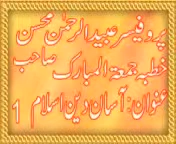 پروفیسر عبیدالرحمٰن محسن
خطبہ جمعۃ المبارک صاحب
عنوان: آسان دین اسلام
1